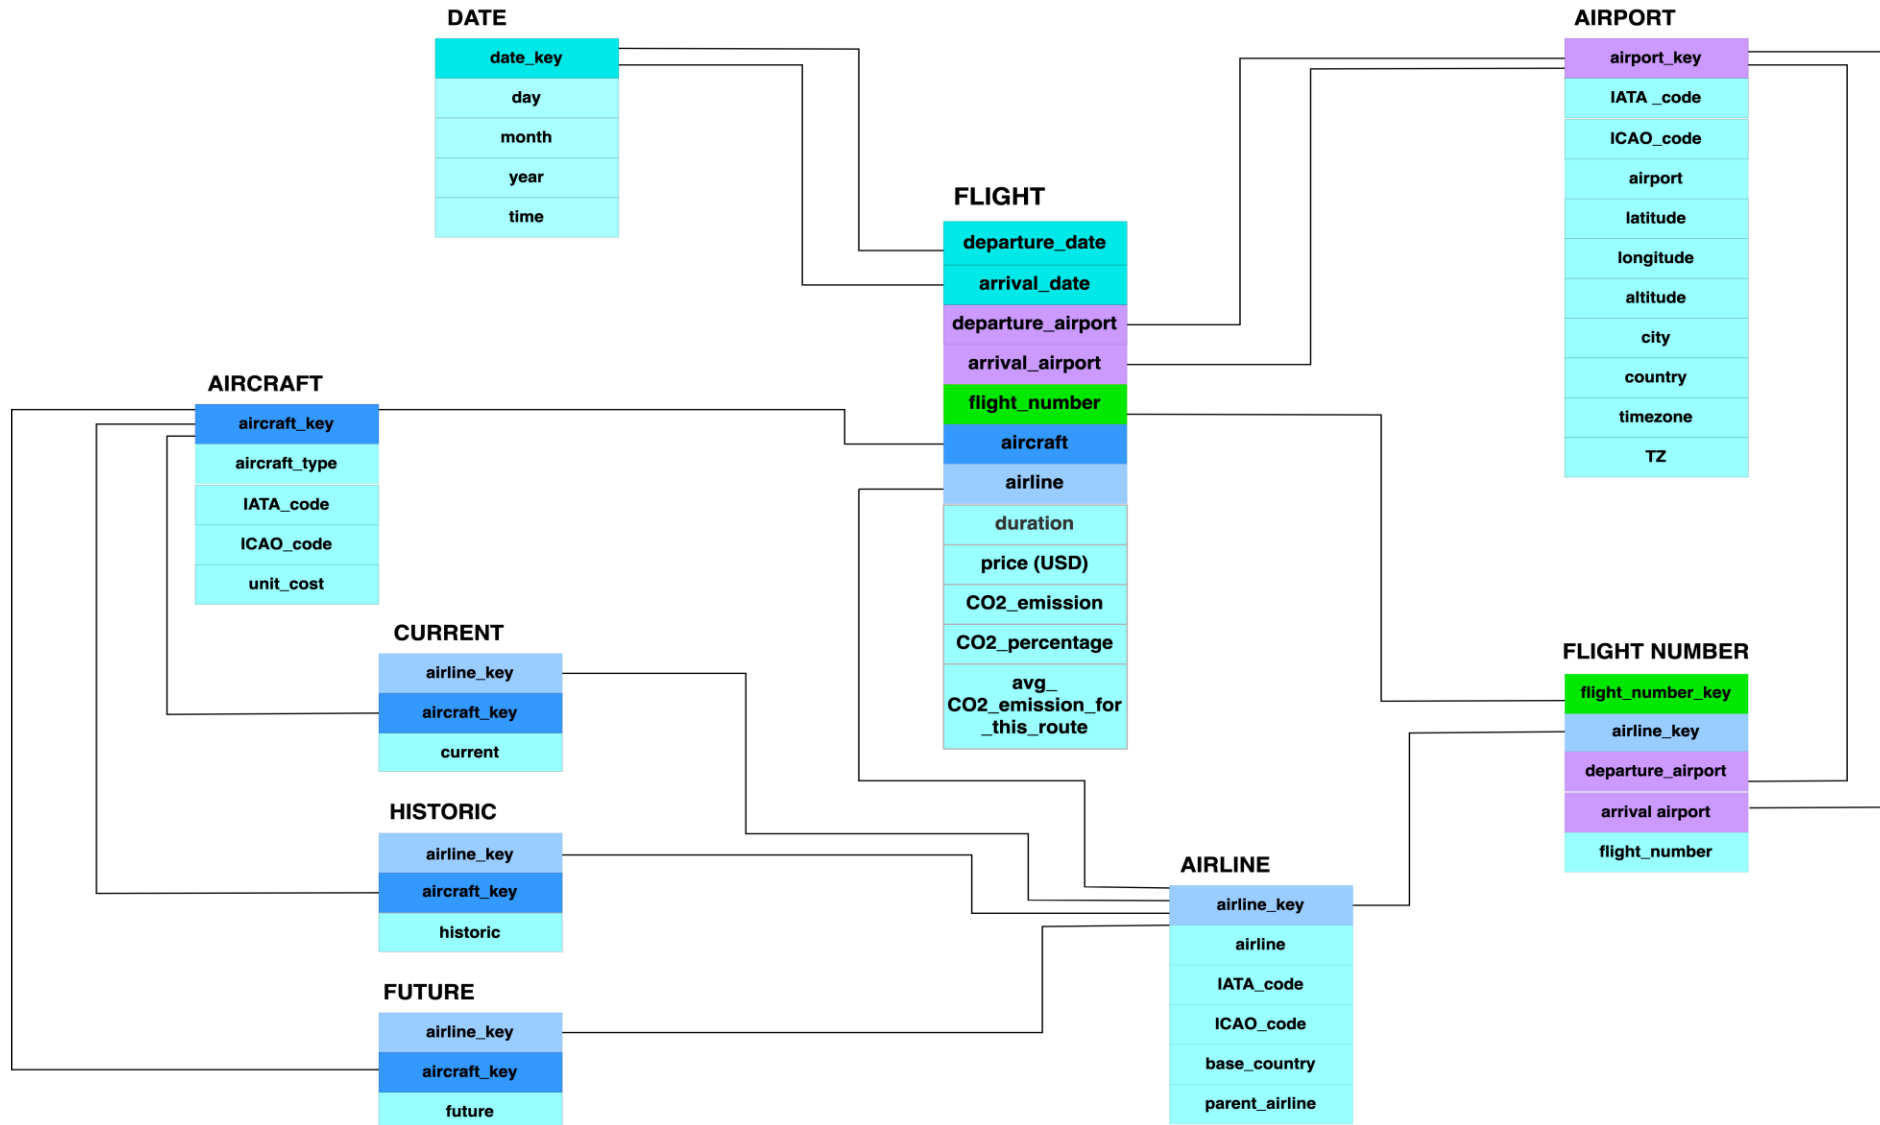 DATE
date_key
day
month
year
time
AIRPORT
airport_key
IATA _code
ICAO_code
airport
latitude
longitude
altitude
city
country
timezone
TZ
FLIGHT
departure_date
arrival_date
departure_airport
arrival_airport
flight_number
aircraft
airline
duration
price (USD)
CO2_emission
CO2_percentage
avg_
CO2_emission_for
_this_route
AIRCRAFT
aircraft_key
aircraft_type
IATA_code
ICAO_code
unit_cost
CURRENT
airline_key
aircraft_key
current
HISTORIC
airline_key
aircraft_key
historic
FUTURE
airline_key
aircraft_key
future
FLIGHT NUMBER
flight_number_key
airline_key
departure_airport
arrival airport
flight_number
AIRLINE
airline_key
airline
IATA_code
ICAO_code
base_country
parent_airline